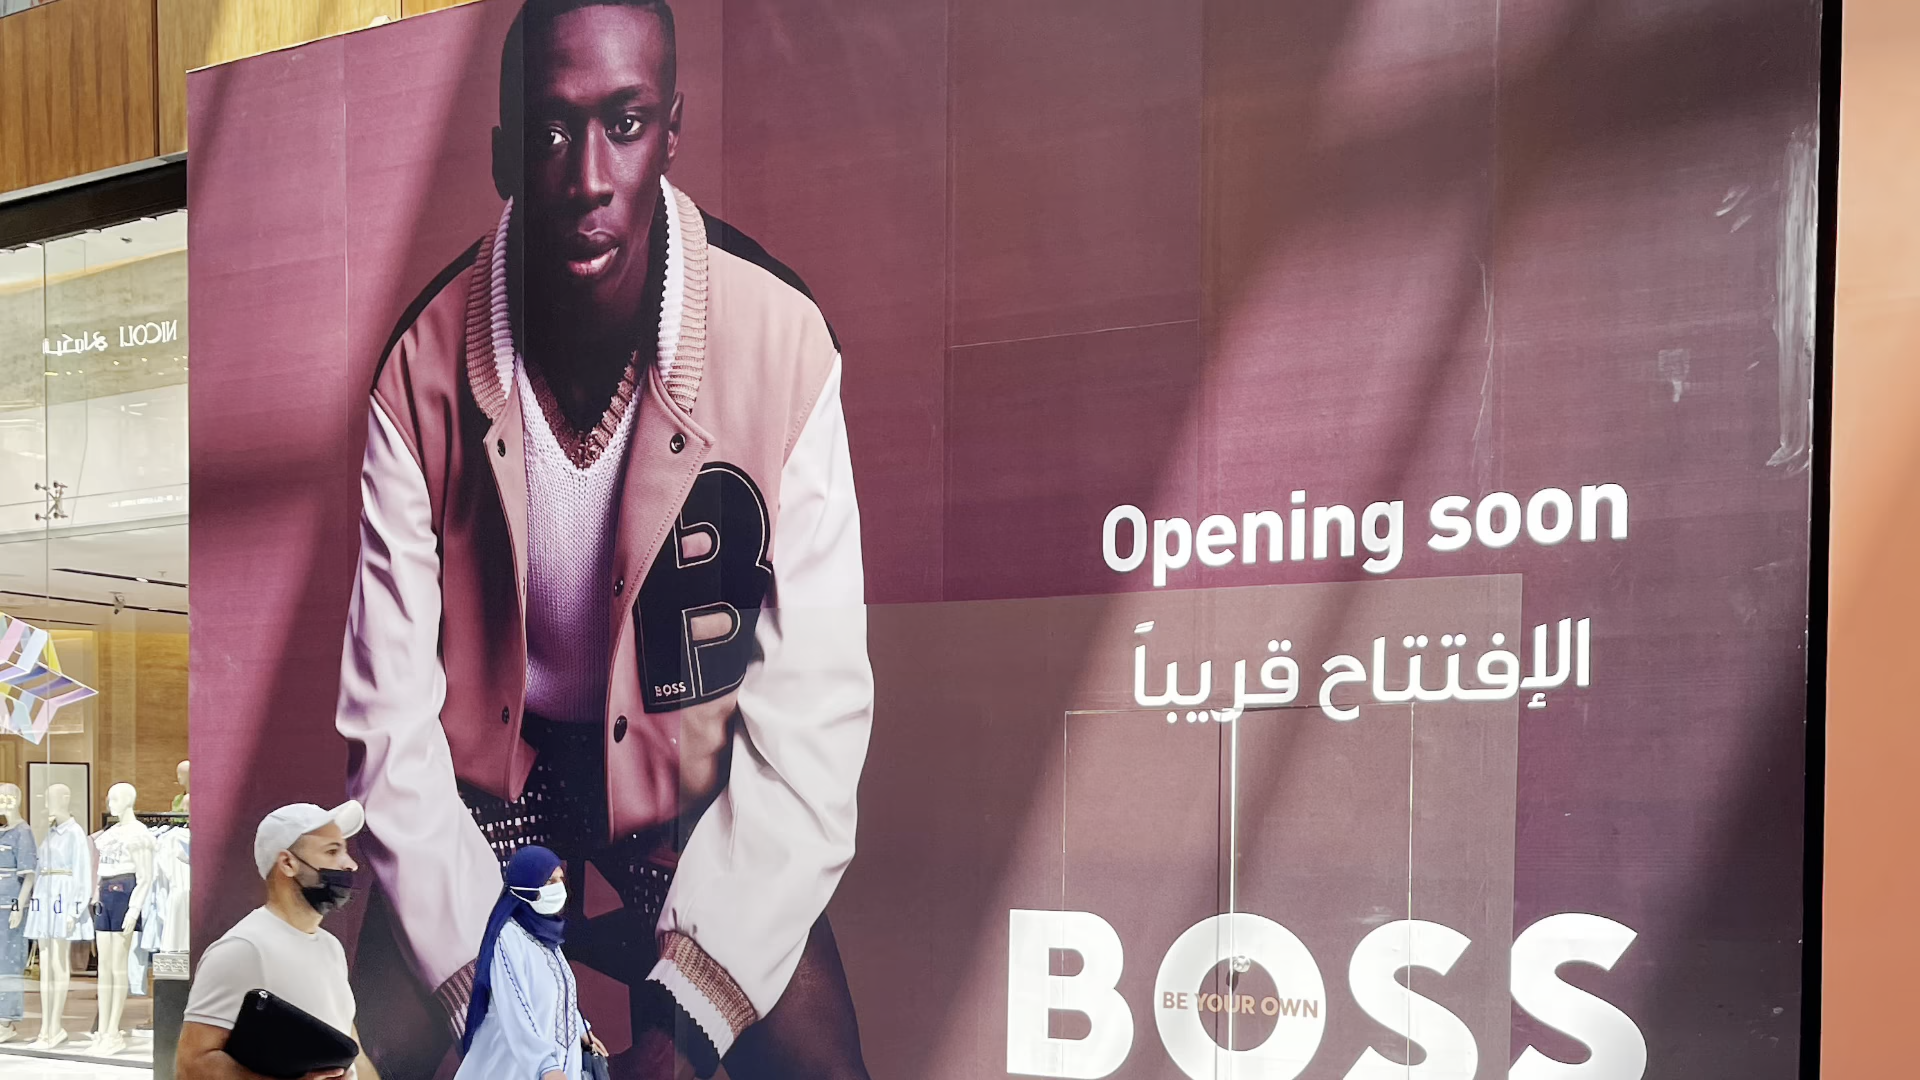 نيكولي NICOLI
andro
BOSS
Opening soon
الإفتتاح قريباً
BOSS
BE YOUR OWN